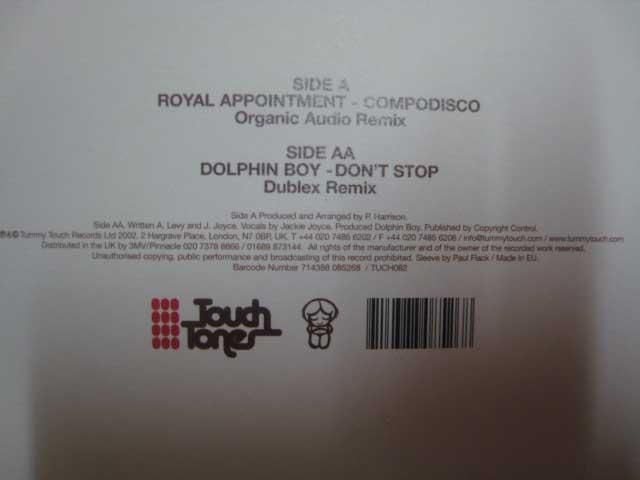 SIDE A
ROYAL APPOINTMENT - COMPODISCO
Organic Audio Remix
SIDE AA
DOLPHIN BOY - DON'T STOP
Dublex Remix
Side A Produced and Arranged by P. Harrison.
Side AA. Written A. Levy and J. Joyce. Vocals by Jackie Joyce. Produced Dolphin Boy. Published by Copyright Control.
℗&© Tummy Touch Records Ltd 2002. 2 Hargrave Place, London, N7 0BP, UK, T +44 020 7485 6202 / F +44 020 7485 6206 / info@tummytouch.com / www.tummytouch.com
Distributed in the UK by 3MV/Pinnacle 020 7378 8866 / 01689 873144. All rights of the manufacturer and of the owner of the recorded work reserved.
Unauthorised copying, public performance and broadcasting of this record prohibited. Sleeve by Paul Flack / Made in EU.
Barcode Number 714388 085268 / TUCH082
Touch
Tones